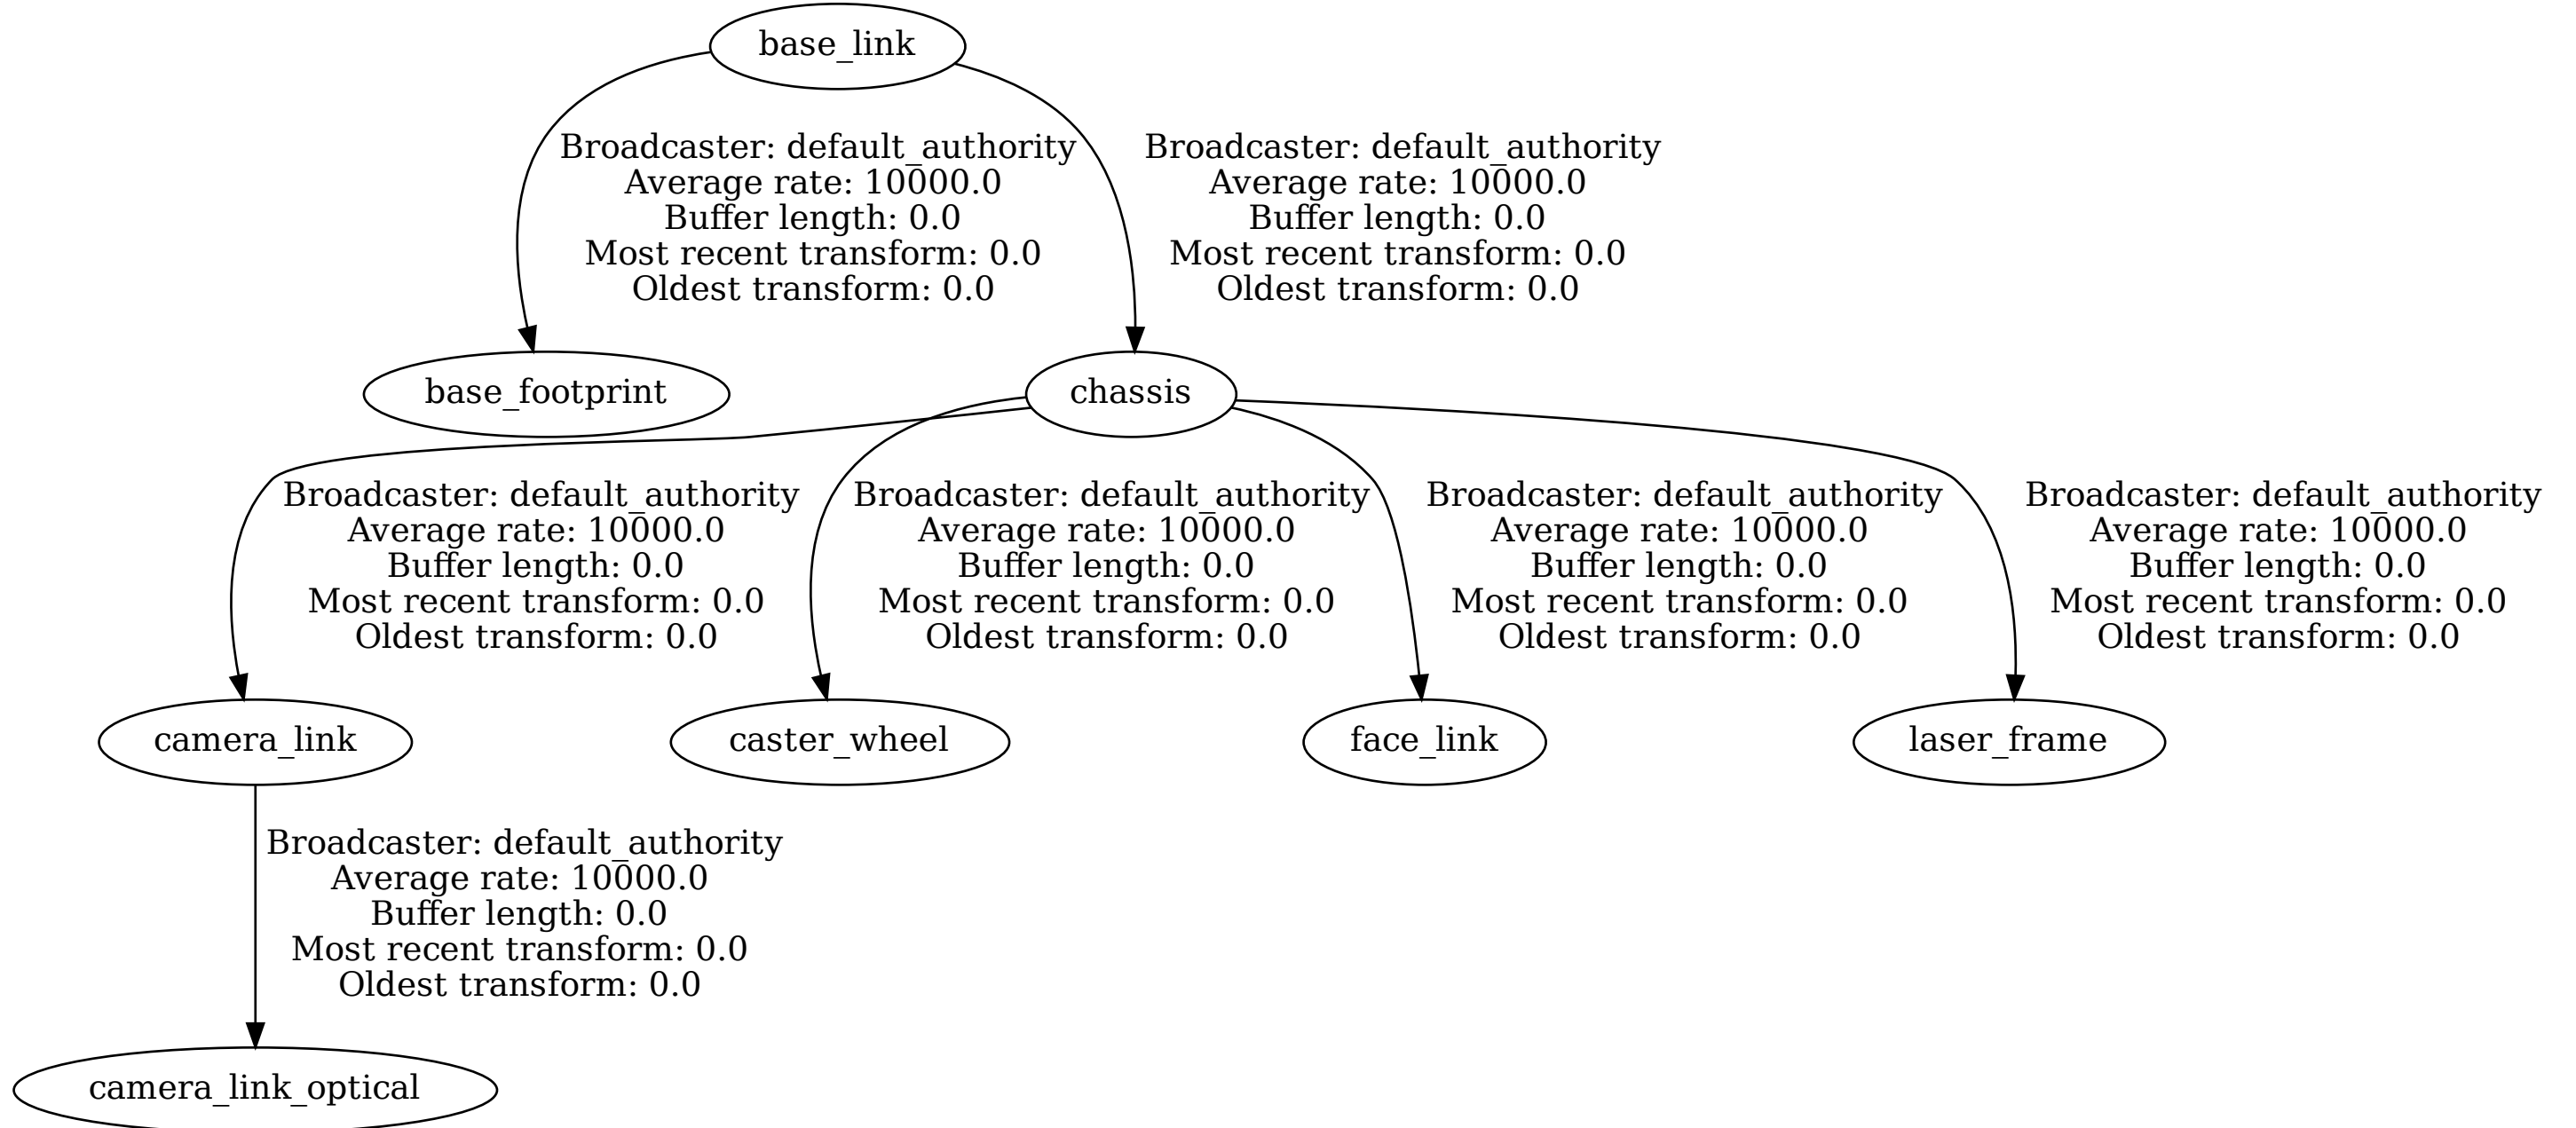 base_link
Broadcaster: default_authority
Average rate: 10000.0
Buffer length: 0.0
Most recent transform: 0.0
Oldest transform: 0.0
Broadcaster: default_authority
Average rate: 10000.0
Buffer length: 0.0
Most recent transform: 0.0
Oldest transform: 0.0
base_footprint
chassis
Broadcaster: default_authority
Average rate: 10000.0
Buffer length: 0.0
Most recent transform: 0.0
Oldest transform: 0.0
Broadcaster: default_authority
Average rate: 10000.0
Buffer length: 0.0
Most recent transform: 0.0
Oldest transform: 0.0
Broadcaster: default_authority
Average rate: 10000.0
Buffer length: 0.0
Most recent transform: 0.0
Oldest transform: 0.0
Broadcaster: default_authority
Average rate: 10000.0
Buffer length: 0.0
Most recent transform: 0.0
Oldest transform: 0.0
camera_link
caster_wheel
face_link
laser_frame
Broadcaster: default_authority
Average rate: 10000.0
Buffer length: 0.0
Most recent transform: 0.0
Oldest transform: 0.0
camera_link_optical